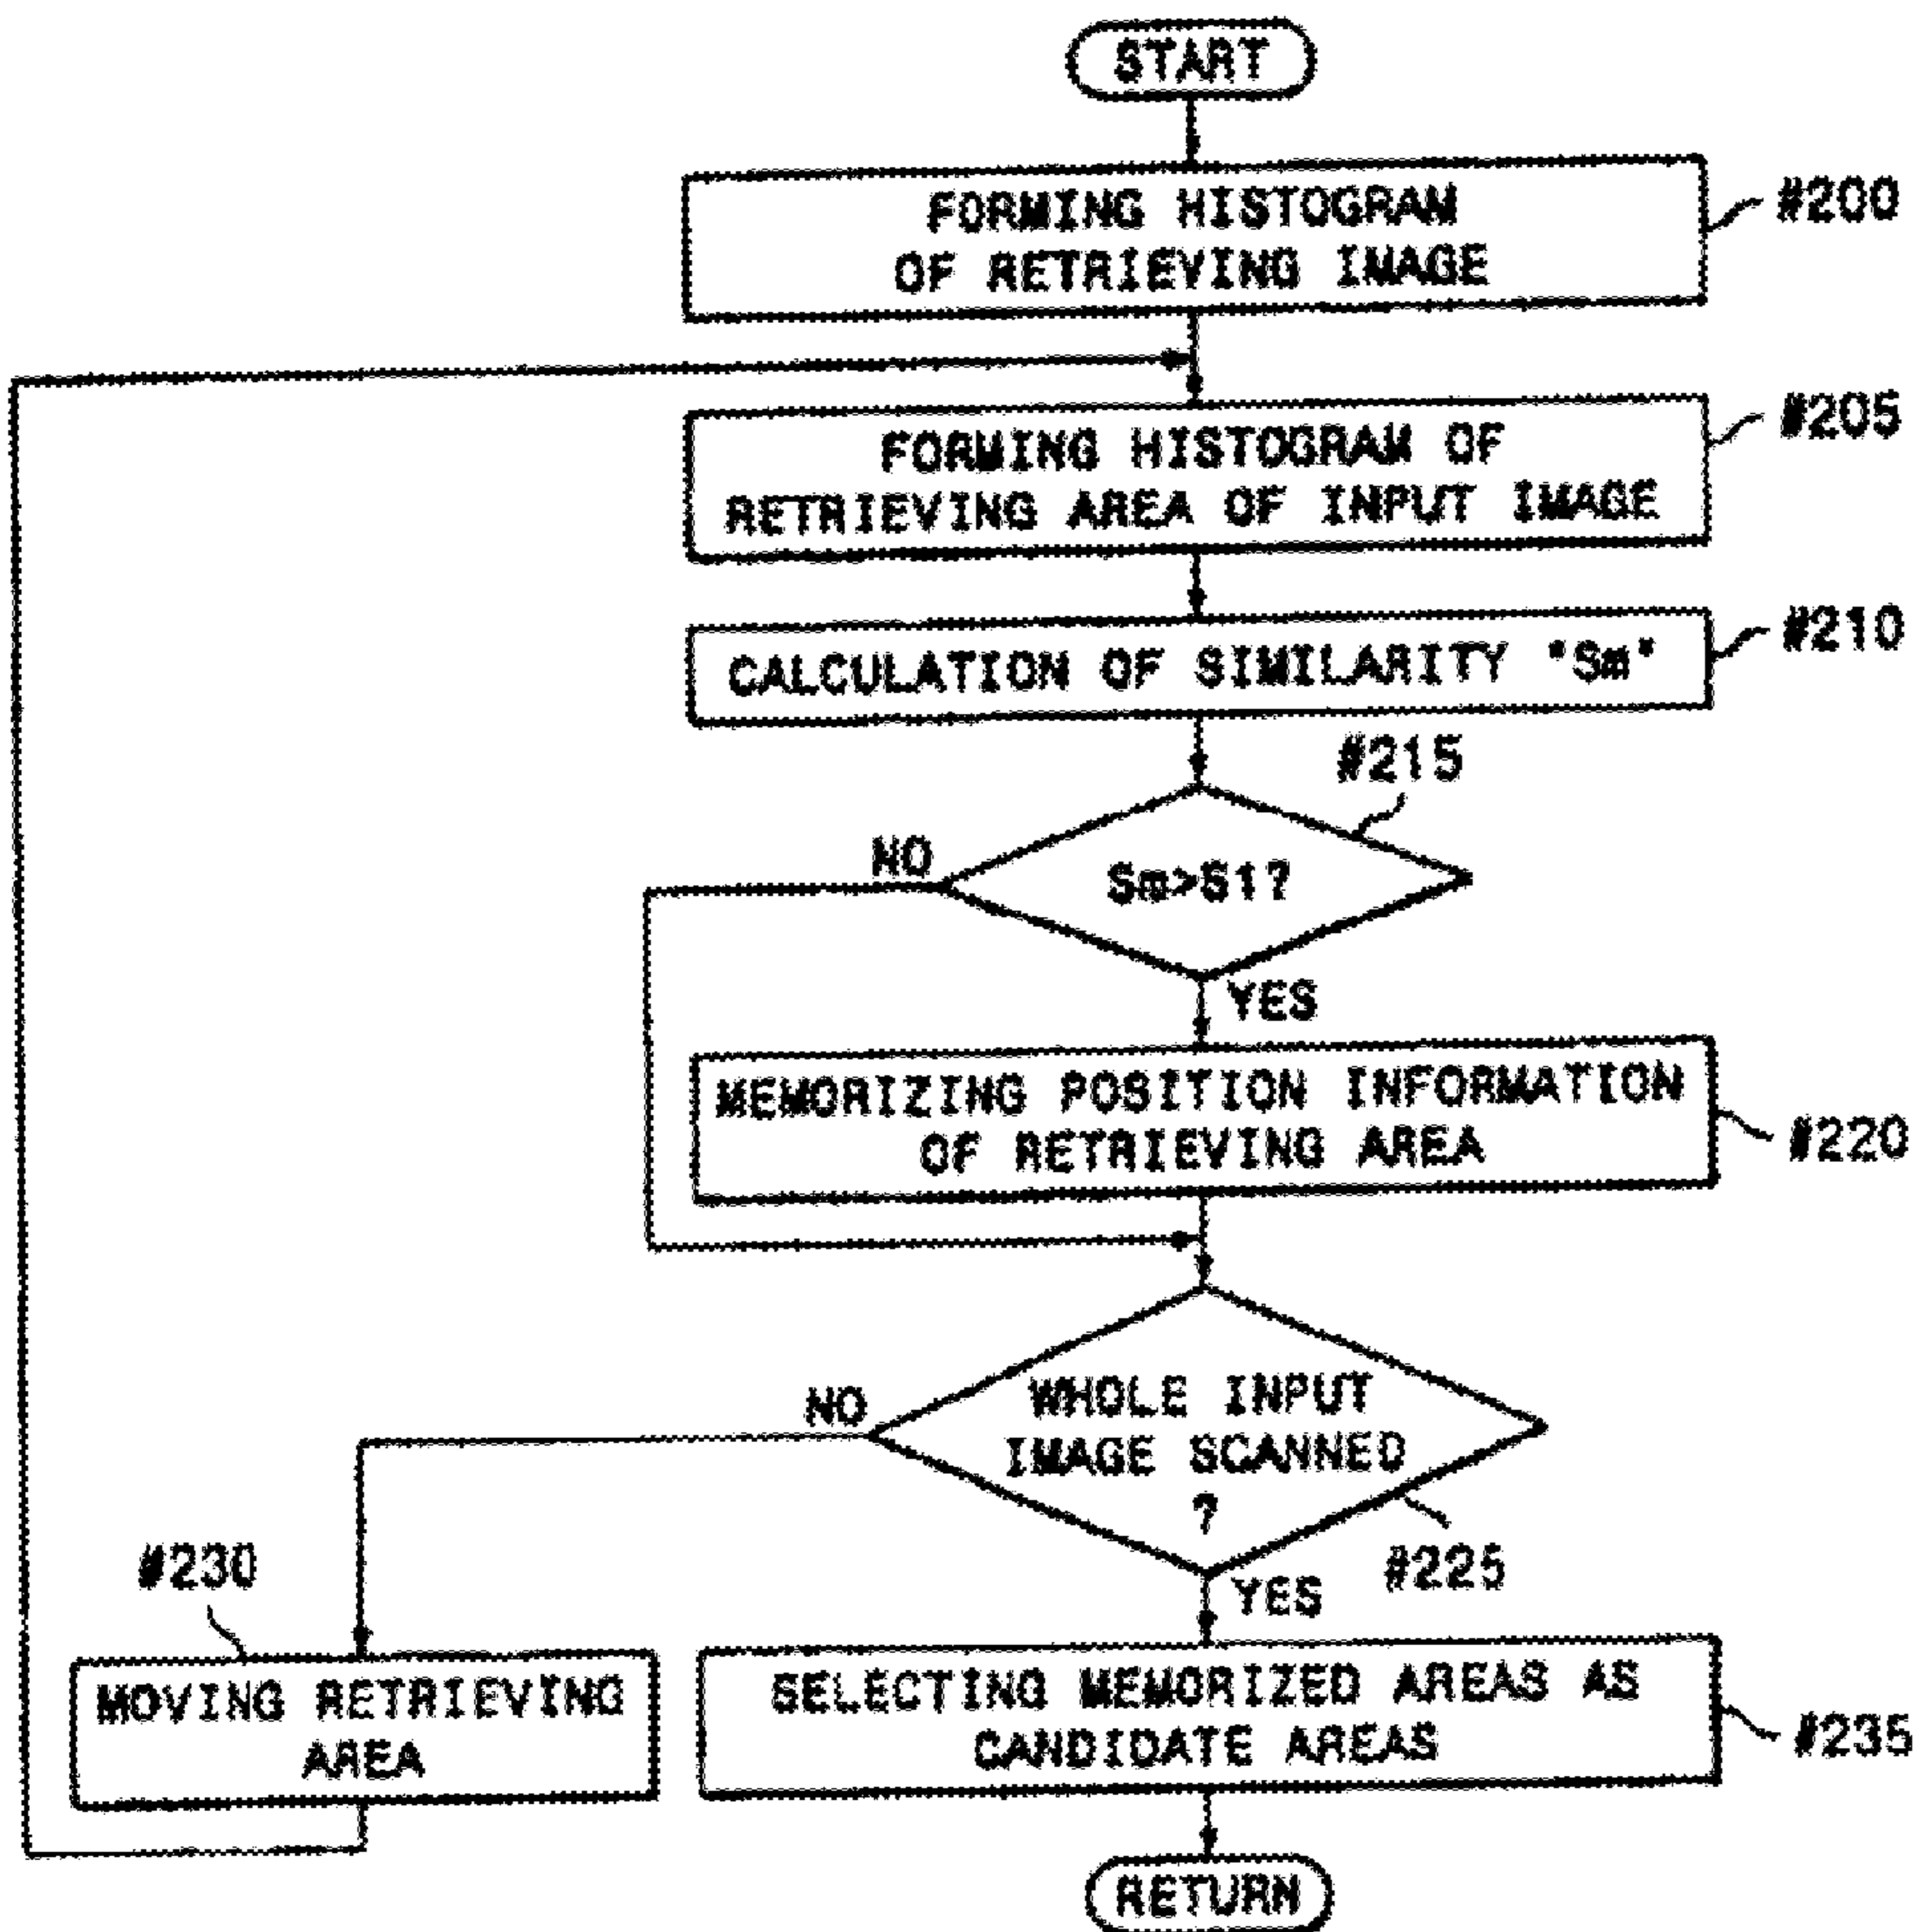 START
FORMING HISTOGRAM
OF RETRIEVING IMAGE
#200
FORMING HISTOGRAM OF
RETRIEVING AREA OF INPUT IMAGE
#205
CALCULATION OF SIMILARITY "Sm"
#210
#215
Sm>S1?
NO
YES
MEMORIZING POSITION INFORMATION
OF RETRIEVING AREA
#220
WHOLE INPUT
IMAGE SCANNED
?
NO
#225
YES
#230
MOVING RETRIEVING
AREA
SELECTING MEMORIZED AREAS AS
CANDIDATE AREAS
#235
RETURN